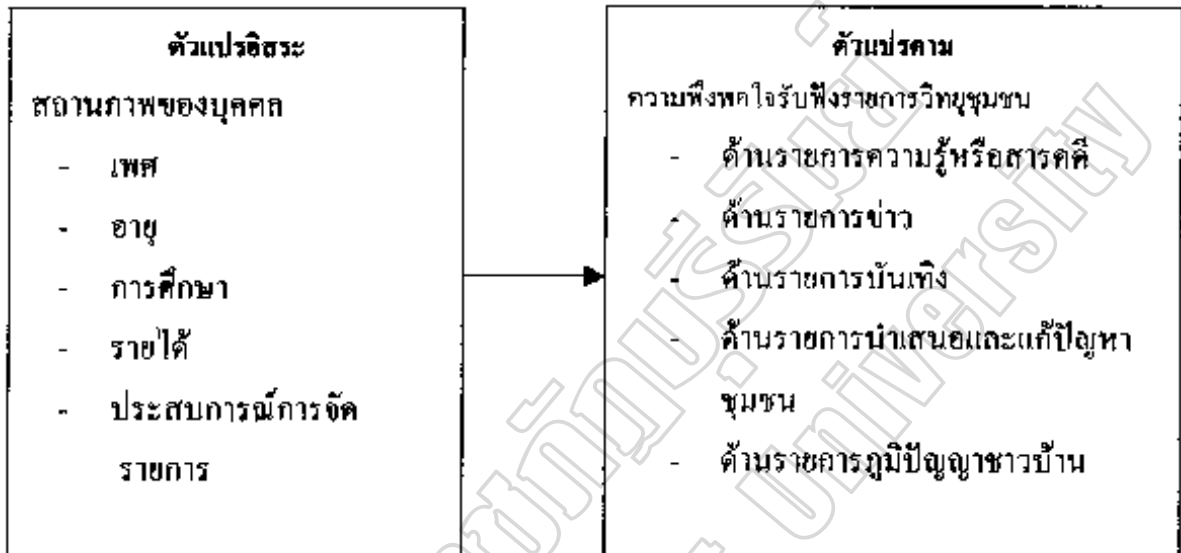 ตัวแปรอิสระ
สถานภาพของบุคคล
- เพศ
- อายุ
- การศึกษา
- รายได้
- ประสบการณ์การจัด
รายการ
ตัวแปรตาม
ความพึงพอใจรับฟังรายการวิทยุชุมชน
- ด้านรายการความรู้หรือสารคดี
- ด้านรายการข่าว
- ด้านรายการบันเทิง
- ด้านรายการนำเสนอและแก้ปัญหา
ชุมชน
- ด้านรายการภูมิปัญญาชาวบ้าน
University